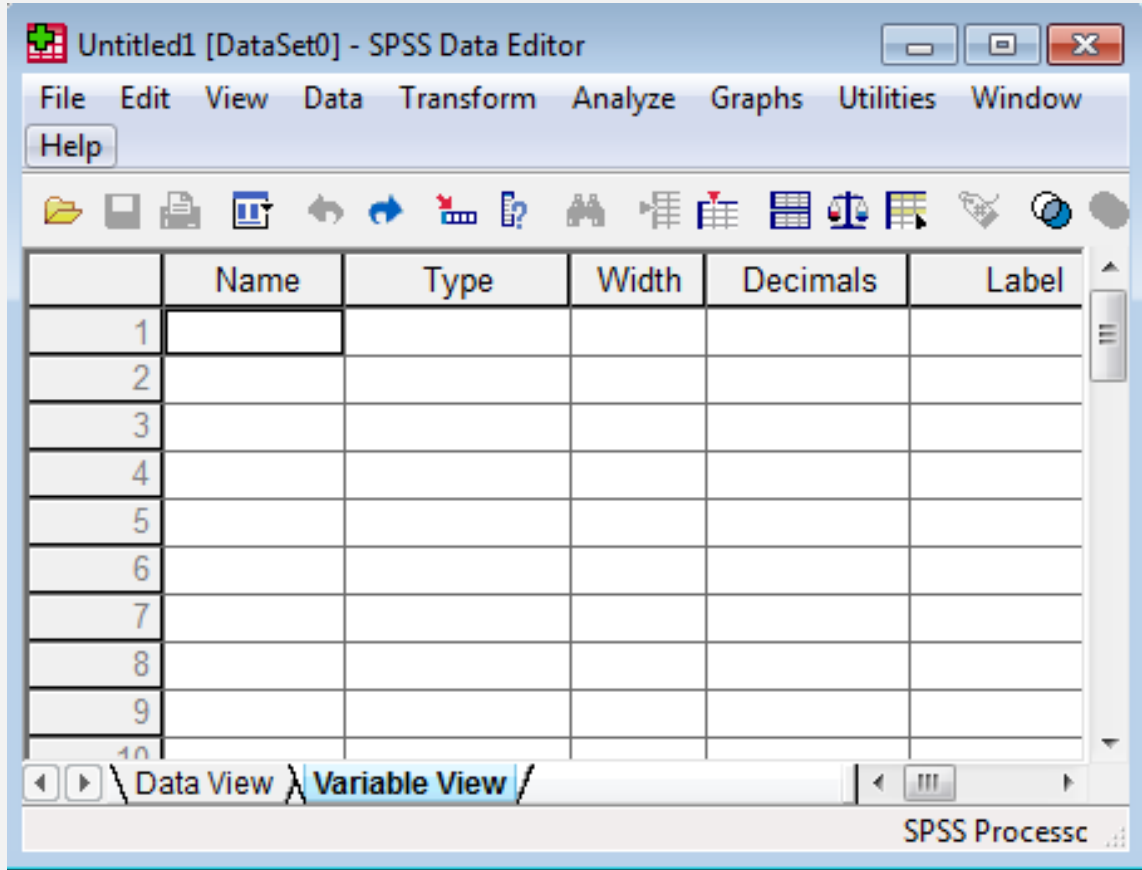 Untitled1 [DataSet0] - SPSS Data Editor
File Edit View Data Transform Analyze Graphs Utilities Window
Help
Name Type Width Decimals Label
1
2
3
4
5
6
7
8
9
10
Data View Variable View
SPSS Processc